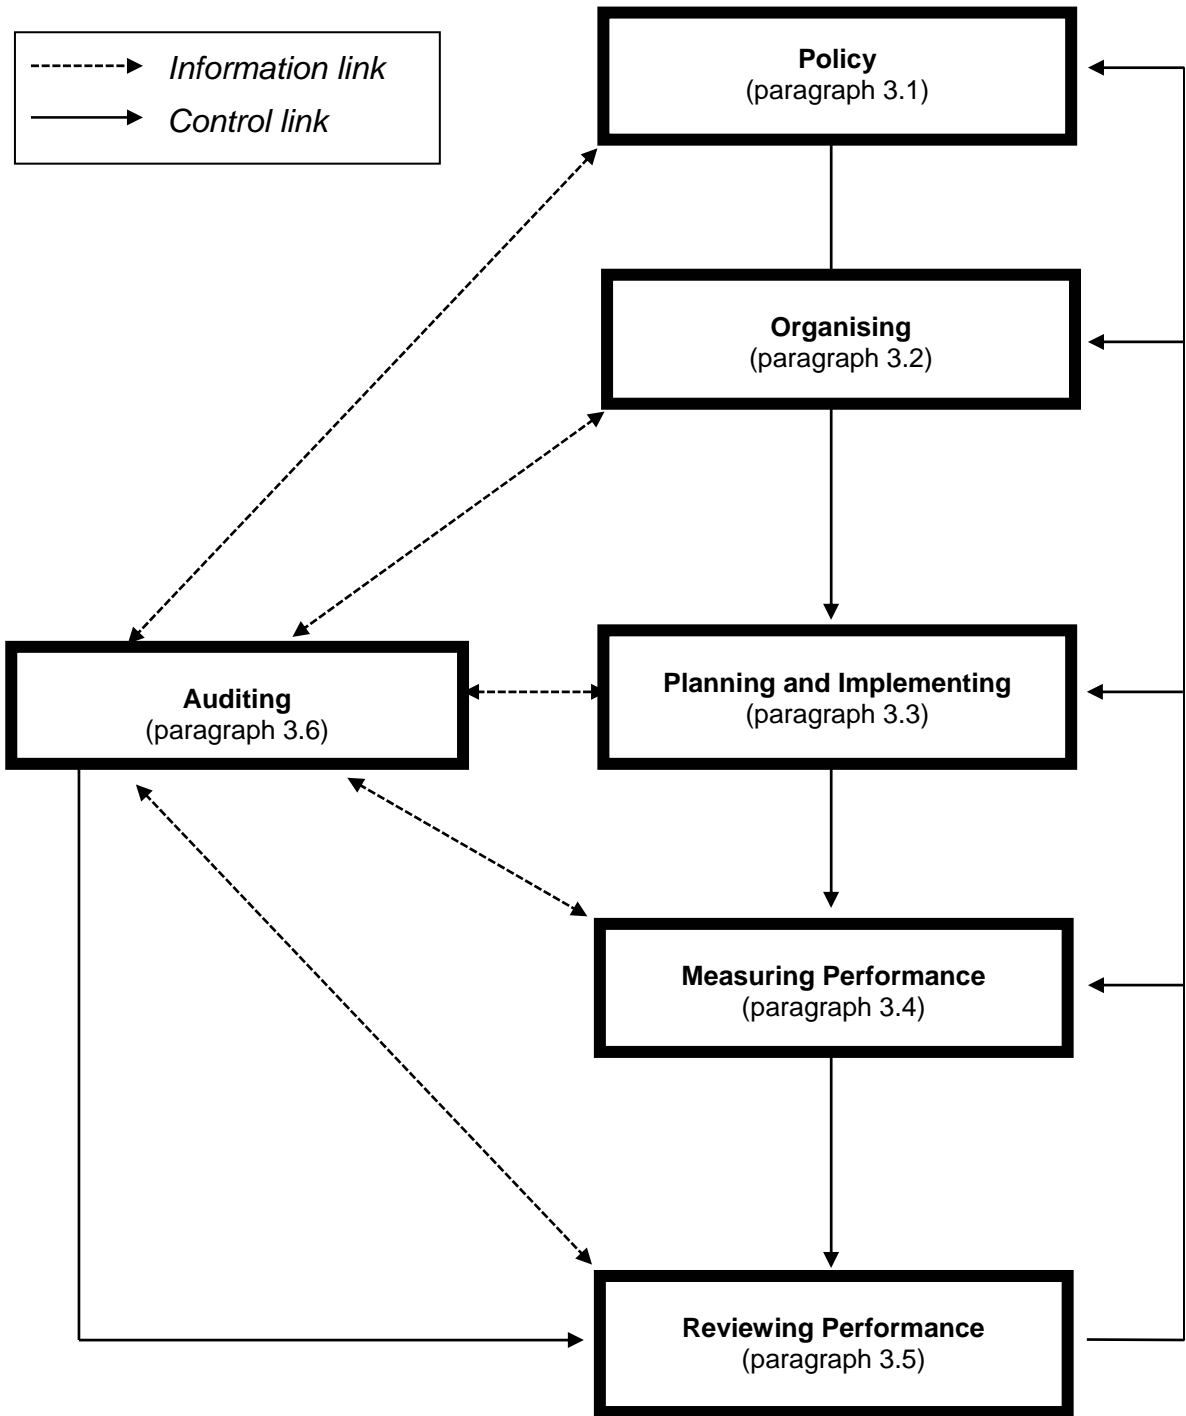 Information link
Control link
Policy
(paragraph 3.1)
Organising
(paragraph 3.2)
Auditing
(paragraph 3.6)
Planning and Implementing
(paragraph 3.3)
Measuring Performance
(paragraph 3.4)
Reviewing Performance
(paragraph 3.5)